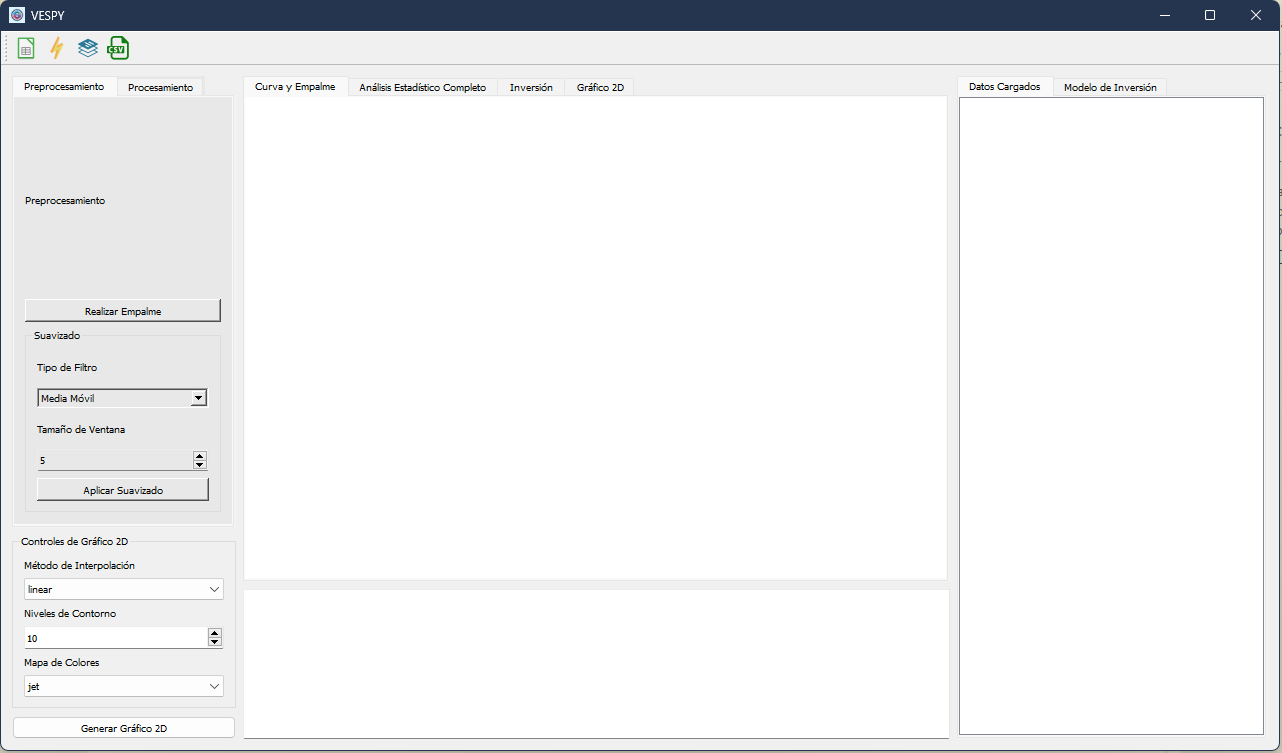 VESPY
CSV
Preprocesamiento
Procesamiento
Curva y Empalme
Análisis Estadístico Completo
Inversión
Gráfico 2D
Datos Cargados
Modelo de Inversión
Preprocesamiento
Realizar Empalme
Suavizado
Tipo de Filtro
Media Móvil
Tamaño de Ventana
5
Aplicar Suavizado
Controles de Gráfico 2D
Método de Interpolación
linear
Niveles de Contorno
10
Mapa de Colores
jet
Generar Gráfico 2D